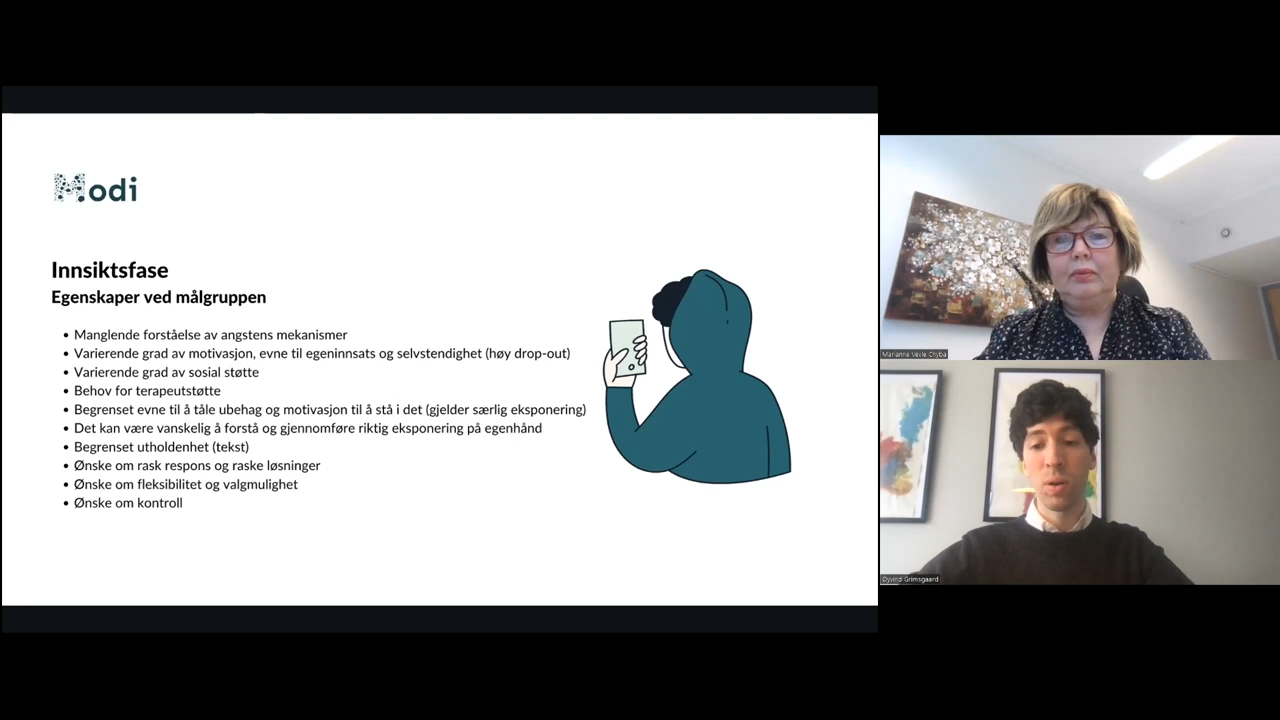 Modi
Innsiktsfase
Egenskaper ved målgruppen
• Manglende forståelse av angstens mekanismer
• Varierende grad av motivasjon, evne til egeninnsats og selvstendighet (høy drop-out)
• Varierende grad av sosial støtte
• Behov for terapeutstøtte
• Begrenset evne til å tåle ubehag og motivasjon til å stå i det (gjelder særlig eksponering)
• Det kan være vanskelig å forstå og gjennomføre riktig eksponering på egenhånd
• Begrenset utholdenhet (tekst)
• Ønske om rask respons og raske løsninger
• Ønske om fleksibilitet og valgmulighet
• Ønske om kontroll
Marianne Vevle Chyba
Øyvind Grimsgaard